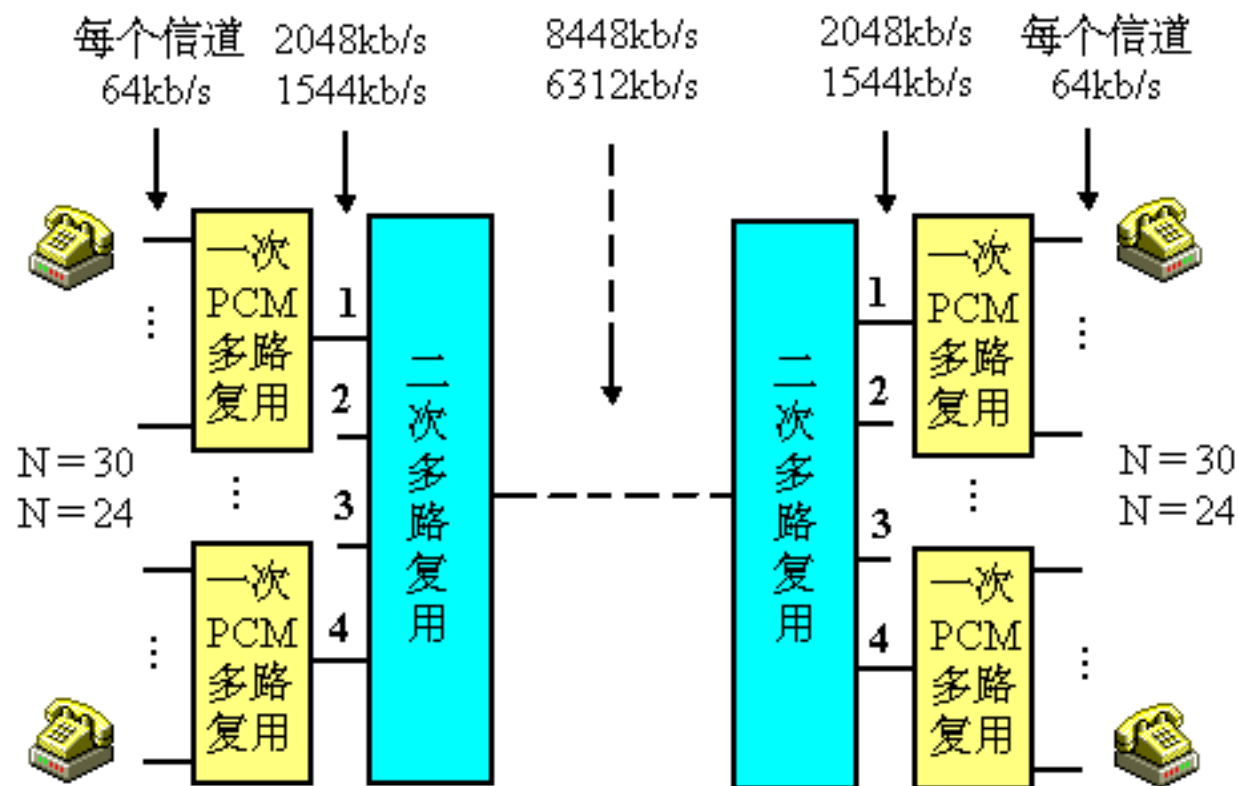 每个信道
64kb/s
2048kb/s
1544kb/s
8448kb/s
6312kb/s
2048kb/s
1544kb/s
每个信道
64kb/s
一次
PCM
多路
复用
N＝30
N＝24
一次
PCM
多路
复用
1
2
3
4
二次多路复用
二次多路复用
1
2
3
4
一次
PCM
多路
复用
N＝30
N＝24
一次
PCM
多路
复用